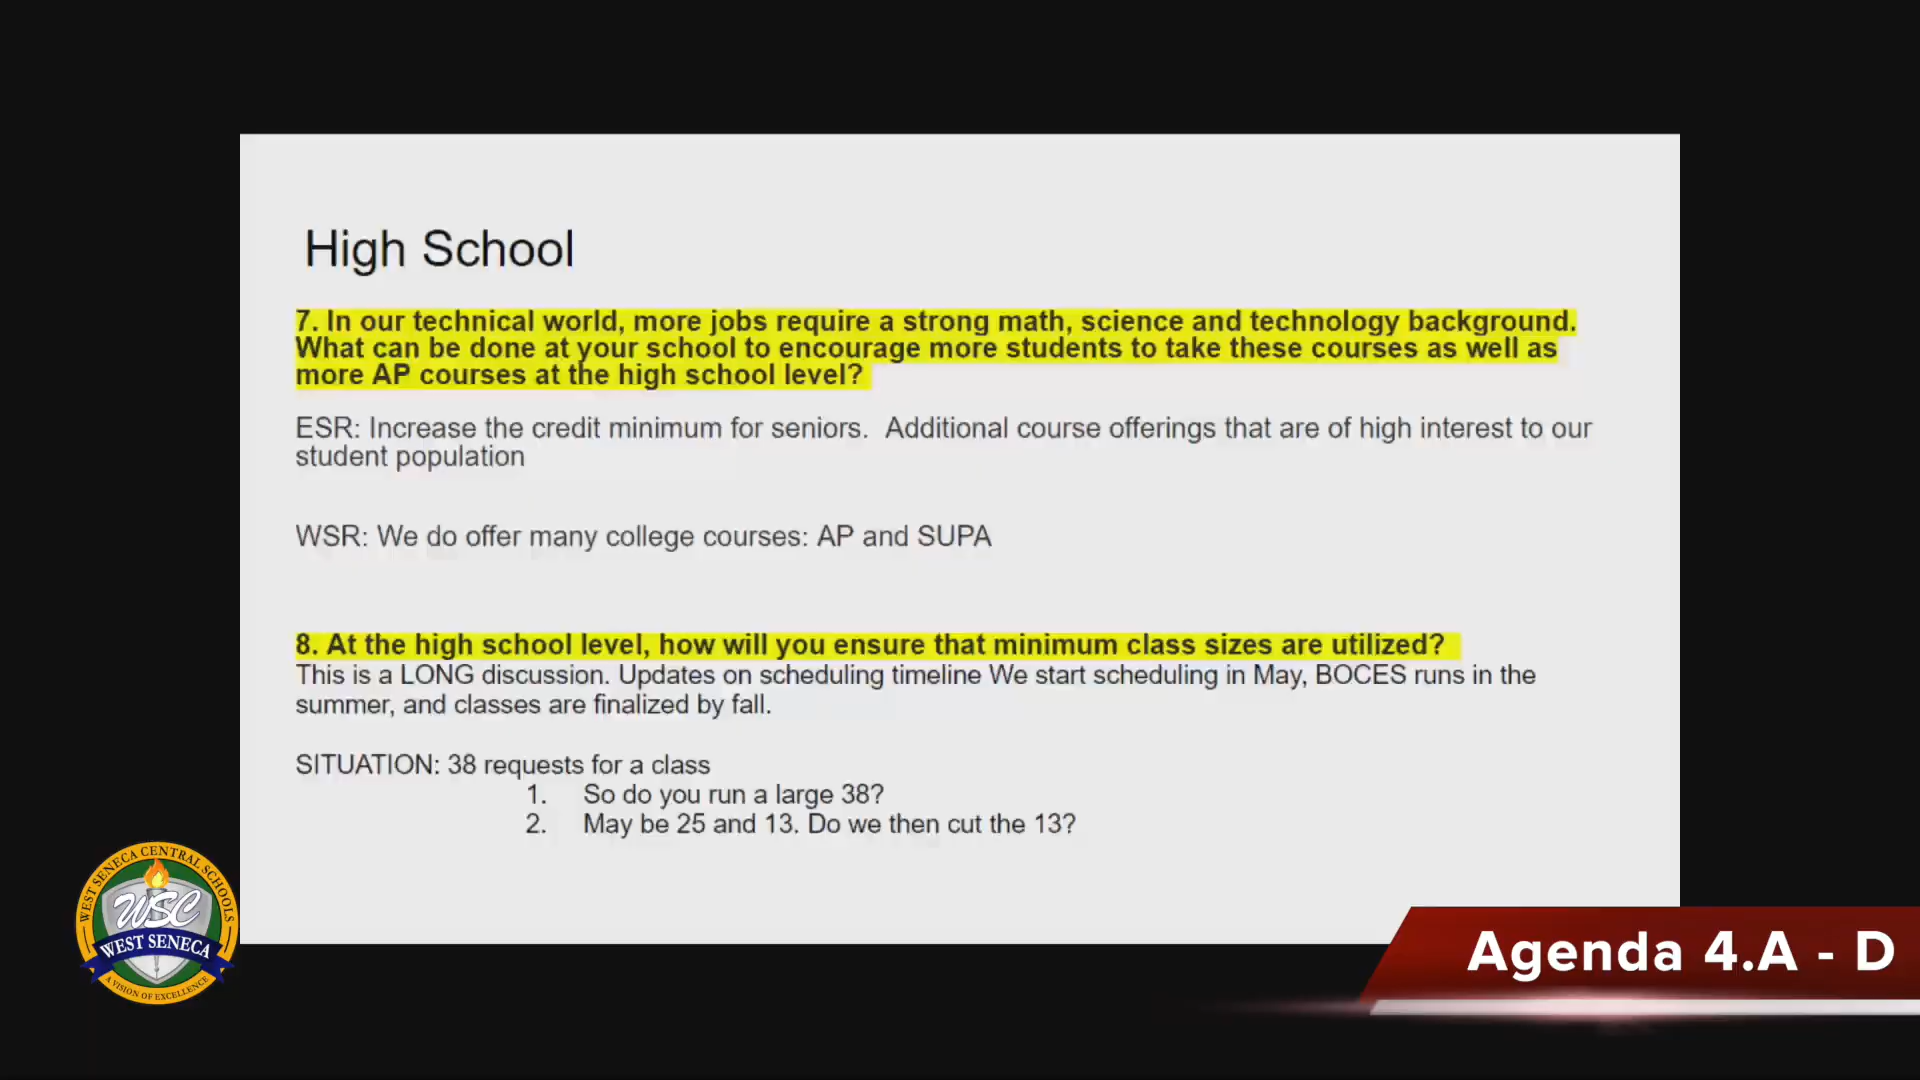 High School
7. In our technical world, more jobs require a strong math, science and technology background.
What can be done at your school to encourage more students to take these courses as well as
more AP courses at the high school level?
ESR: Increase the credit minimum for seniors.  Additional course offerings that are of high interest to our
student population
WSR: We do offer many college courses: AP and SUPA
8. At the high school level, how will you ensure that minimum class sizes are utilized?
This is a LONG discussion. Updates on scheduling timeline We start scheduling in May, BOCES runs in the
summer, and classes are finalized by fall.
SITUATION: 38 requests for a class
1. So do you run a large 38?
2. May be 25 and 13. Do we then cut the 13?
WEST SENECA CENTRAL SCHOOLS
WSC
WEST SENECA
A VISION OF EXCELLENCE
Agenda 4.A - D